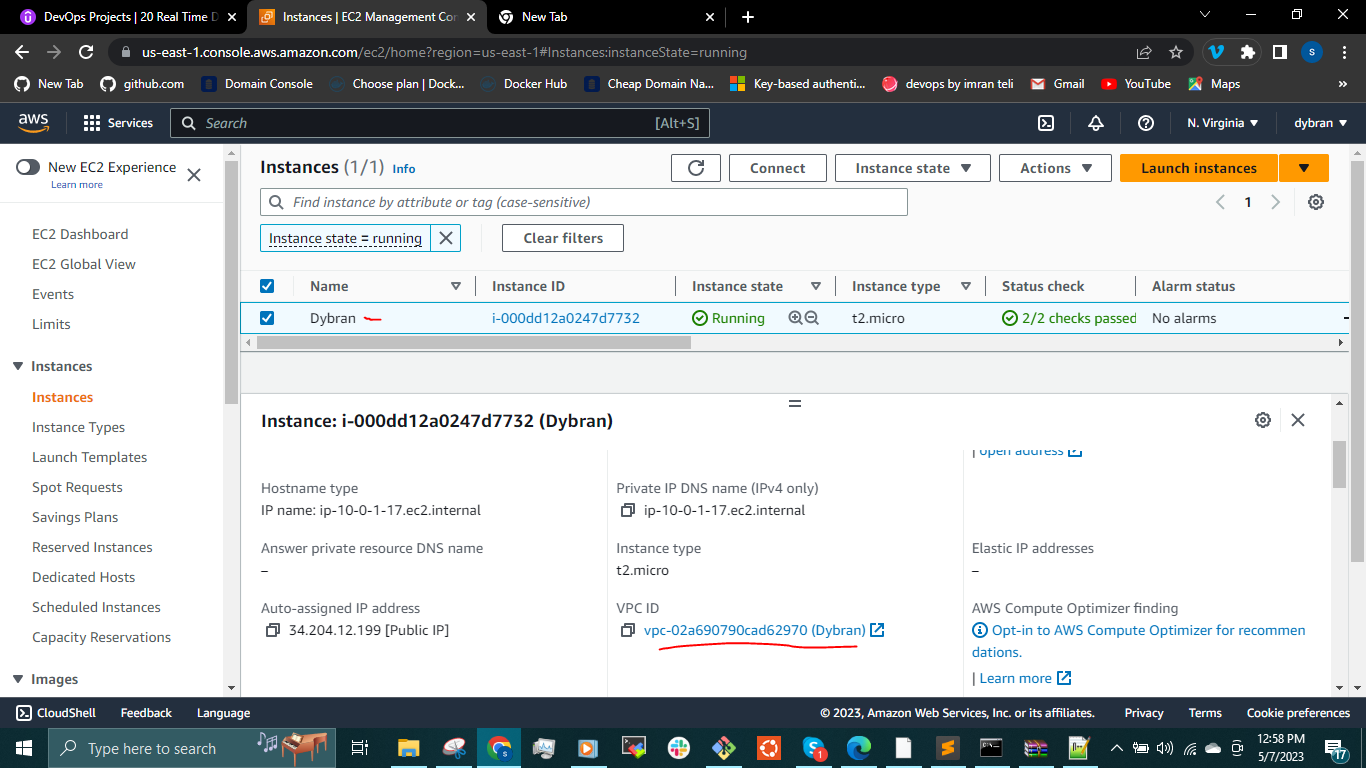 DevOps Projects | 20 Real Time D
Instances | EC2 Management Con
New Tab
us-east-1.console.aws.amazon.com/ec2/home?region=us-east-1#Instances:instanceState=running
S
New Tab
github.com
Domain Console
Choose plan | Dock...
Docker Hub
Cheap Domain Na...
Key-based authenti...
devops by imran teli
Gmail
YouTube
Maps
»
aws
Services
Search
[Alt+S]
N. Virginia
dybran
New EC2 Experience
Learn more
EC2 Dashboard
EC2 Global View
Events
Limits
Instances
Instances
Instance Types
Launch Templates
Spot Requests
Savings Plans
Reserved Instances
Dedicated Hosts
Scheduled Instances
Capacity Reservations
Images
Instances (1/1) Info
Connect
Instance state
Actions
Launch instances
Find instance by attribute or tag (case-sensitive)
1
Instance state = running
Clear filters
Name Instance ID Instance state Instance type Status check Alarm status
Dybran i-000dd12a0247d7732 Running t2.micro 2/2 checks passed No alarms
Instance: i-000dd12a0247d7732 (Dybran)
| open address
Hostname type
IP name: ip-10-0-1-17.ec2.internal
Private IP DNS name (IPv4 only)
ip-10-0-1-17.ec2.internal
Answer private resource DNS name
–
Instance type
t2.micro
Elastic IP addresses
–
Auto-assigned IP address
34.204.12.199 [Public IP]
VPC ID
vpc-02a690790cad62970 (Dybran)
AWS Compute Optimizer finding
Opt-in to AWS Compute Optimizer for recommen
dations.
| Learn more
CloudShell
Feedback
Language
© 2023, Amazon Web Services, Inc. or its affiliates.
Privacy
Terms
Cookie preferences
Type here to search
1
12:58 PM
5/7/2023
17